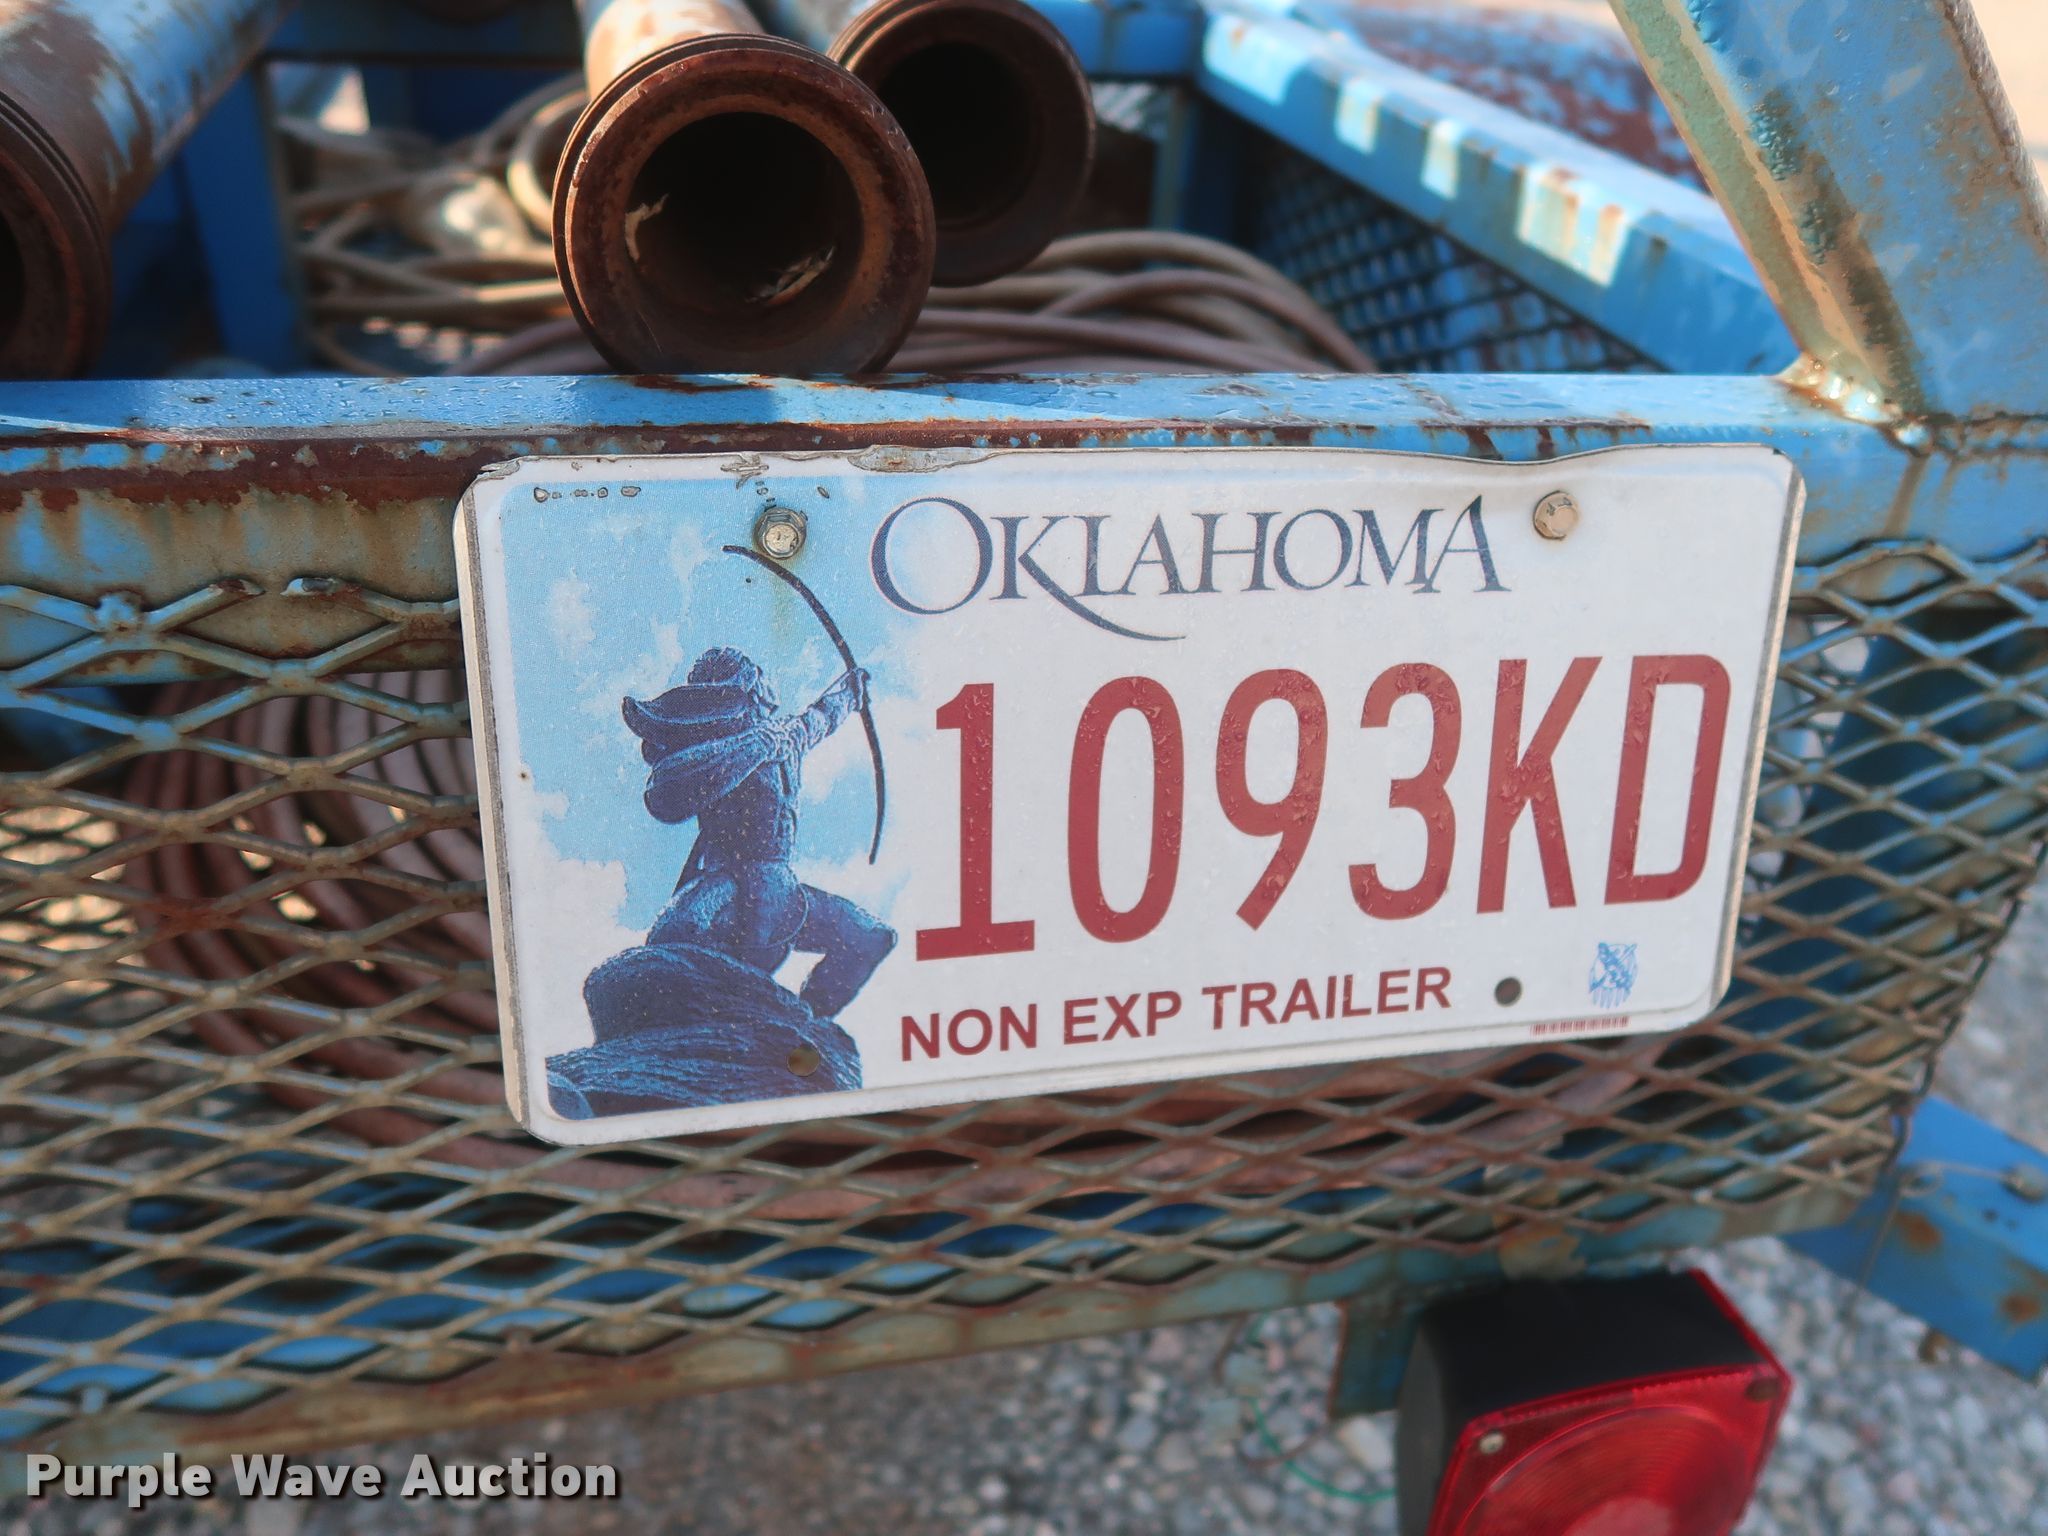 OKLAHOMA
1093KD
NON EXP TRAILER
Purple Wave Auction